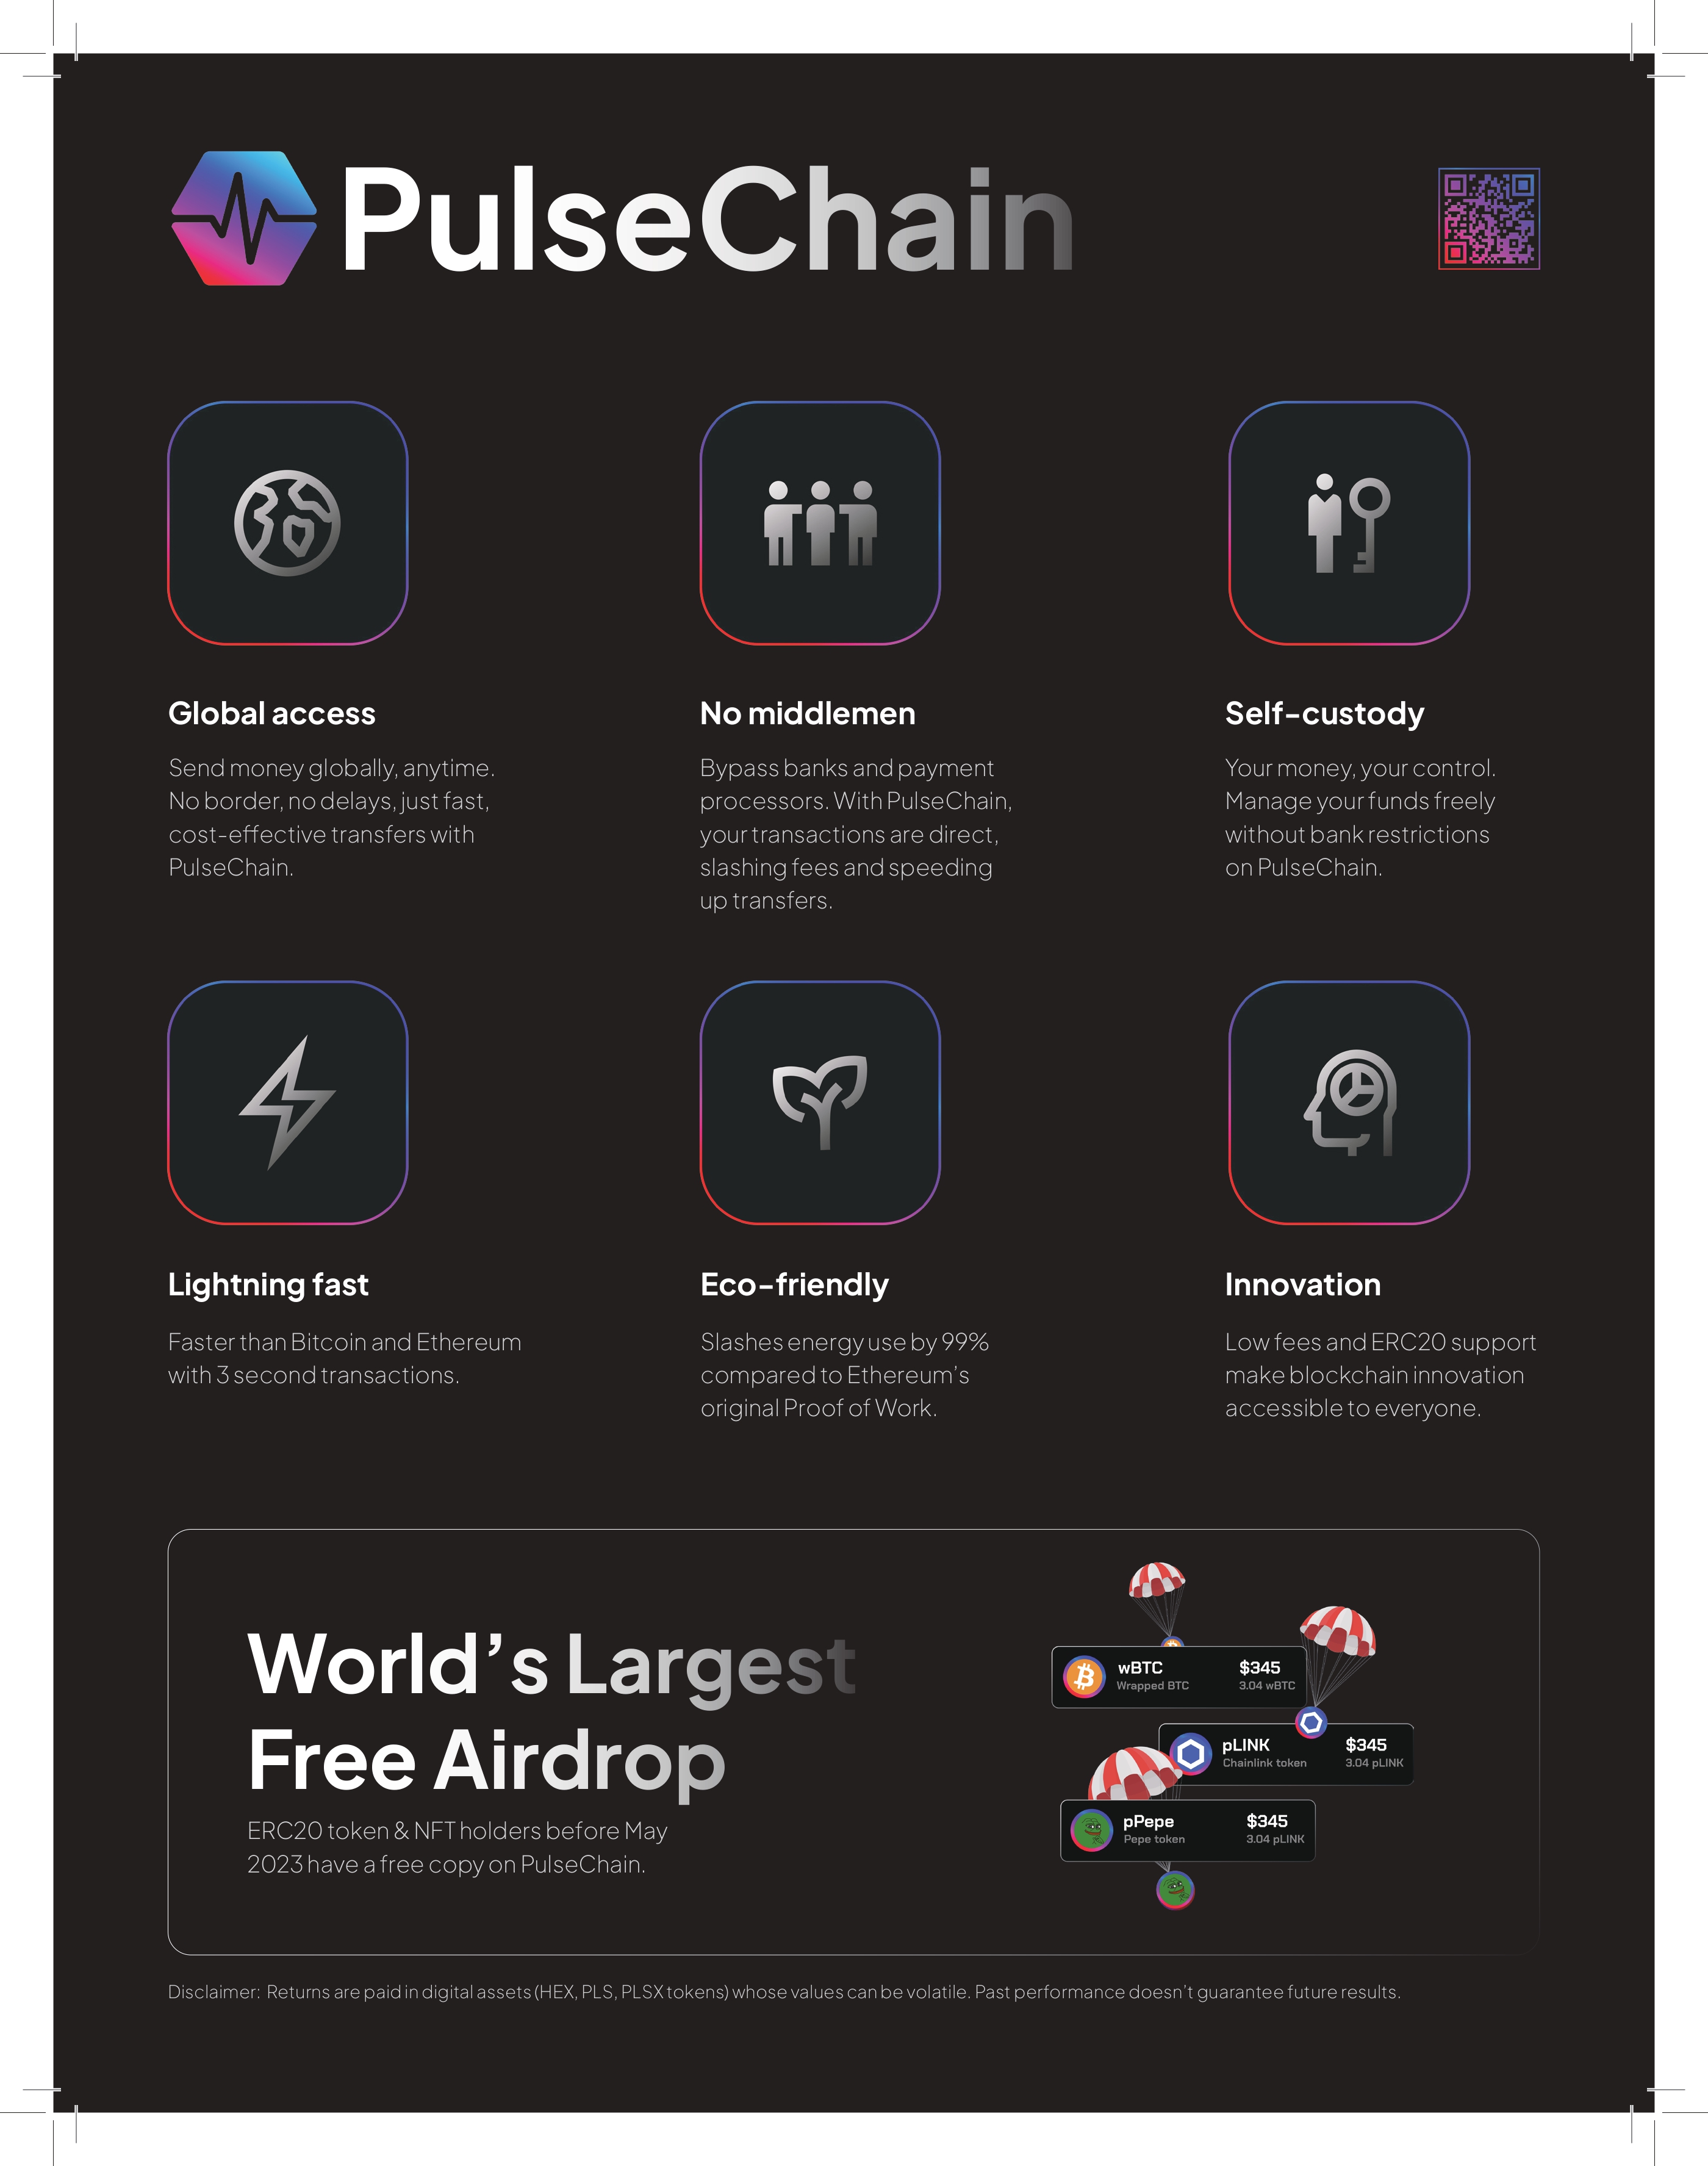 PulseChain
Global access
Send money globally, anytime.
No border, no delays, just fast,
cost-effective transfers with
PulseChain.
No middlemen
Bypass banks and payment
processors. With PulseChain,
your transactions are direct,
slashing fees and speeding
up transfers.
Self-custody
Your money, your control.
Manage your funds freely
without bank restrictions
on PulseChain.
Lightning fast
Faster than Bitcoin and Ethereum
with 3 second transactions.
Eco-friendly
Slashes energy use by 99%
compared to Ethereum's
original Proof of Work.
Innovation
Low fees and ERC20 support
make blockchain innovation
accessible to everyone.
World's Largest
Free Airdrop
ERC20 token & NFT holders before May
2023 have a free copy on PulseChain.
wBTC $345
Wrapped BTC 3.04 wBTC
pLINK $345
Chainlink token 3.04 pLINK
pPepe $345
Pepe token 3.04 pLINK
Disclaimer: Returns are paid in digital assets (HEX, PLS, PLSX tokens) whose values can be volatile. Past performance doesn't guarantee future results.